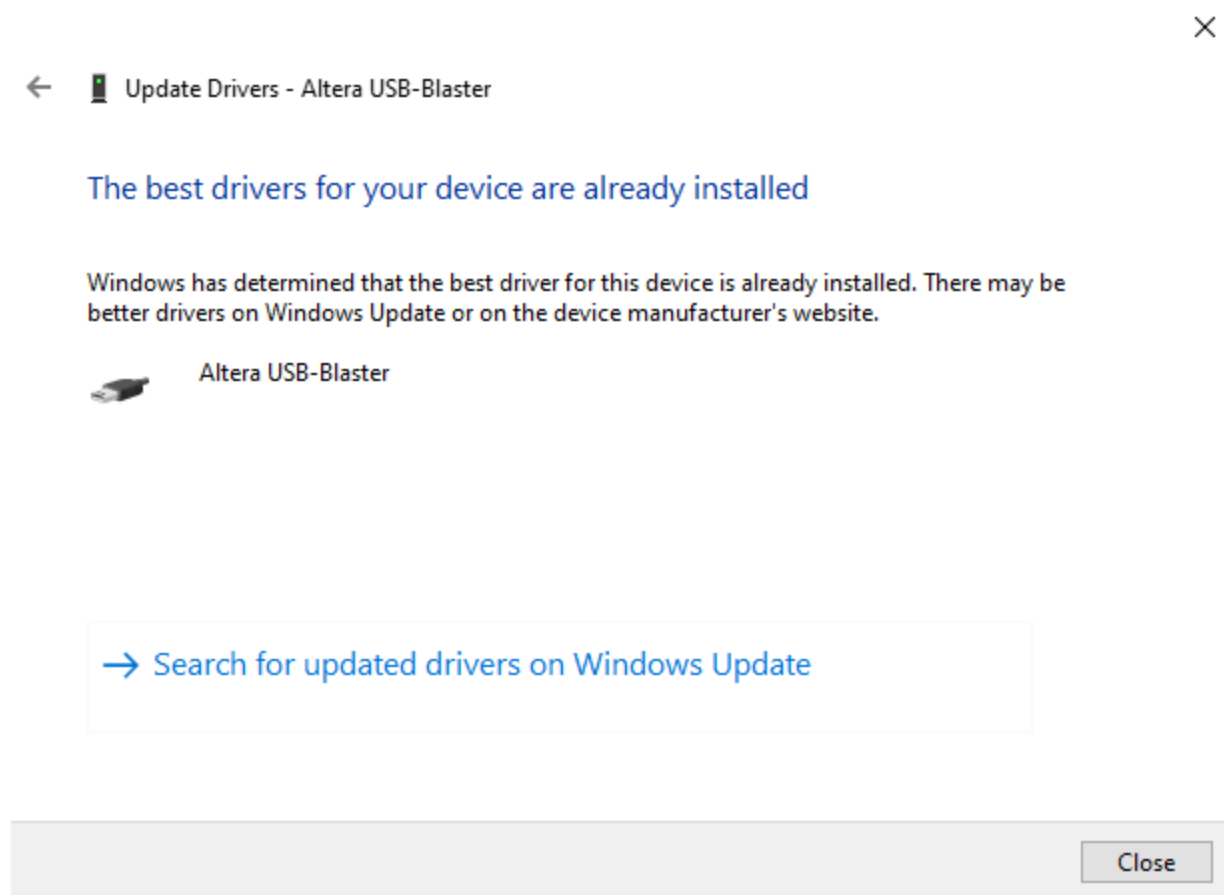 Update Drivers - Altera USB-Blaster
The best drivers for your device are already installed
Windows has determined that the best driver for this device is already installed. There may be
better drivers on Windows Update or on the device manufacturer's website.
Altera USB-Blaster
Search for updated drivers on Windows Update
Close